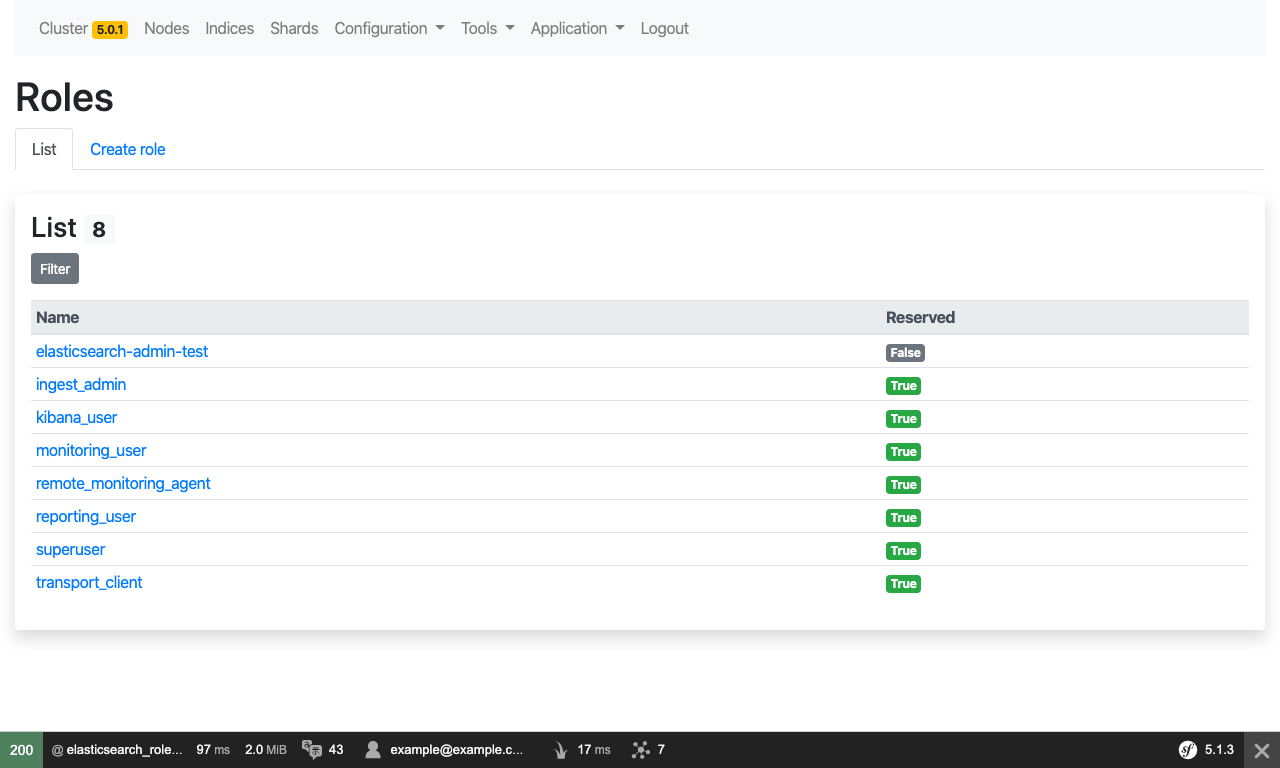 Cluster 5.0.1 Nodes Indices Shards Configuration Tools Application Logout
Roles
List Create role
List 8
Filter
Name Reserved
elasticsearch-admin-test False
ingest_admin True
kibana_user True
monitoring_user True
remote_monitoring_agent True
reporting_user True
superuser True
transport_client True
200 @ elasticsearch_role... 97 ms 2.0 MiB 43 example@example.c... 17 ms 7 sf 5.1.3